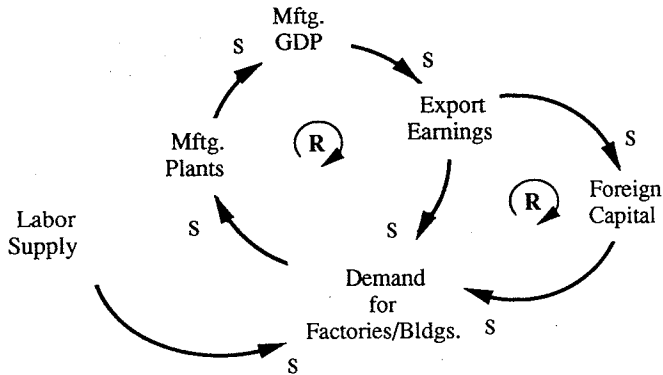 Mftg.
GDP
S
S
Export
Earnings
S
R
Mftg.
Plants
R
Foreign
Capital
S
S
Labor
Supply
Demand
for
Factories/Bldgs.
S
S